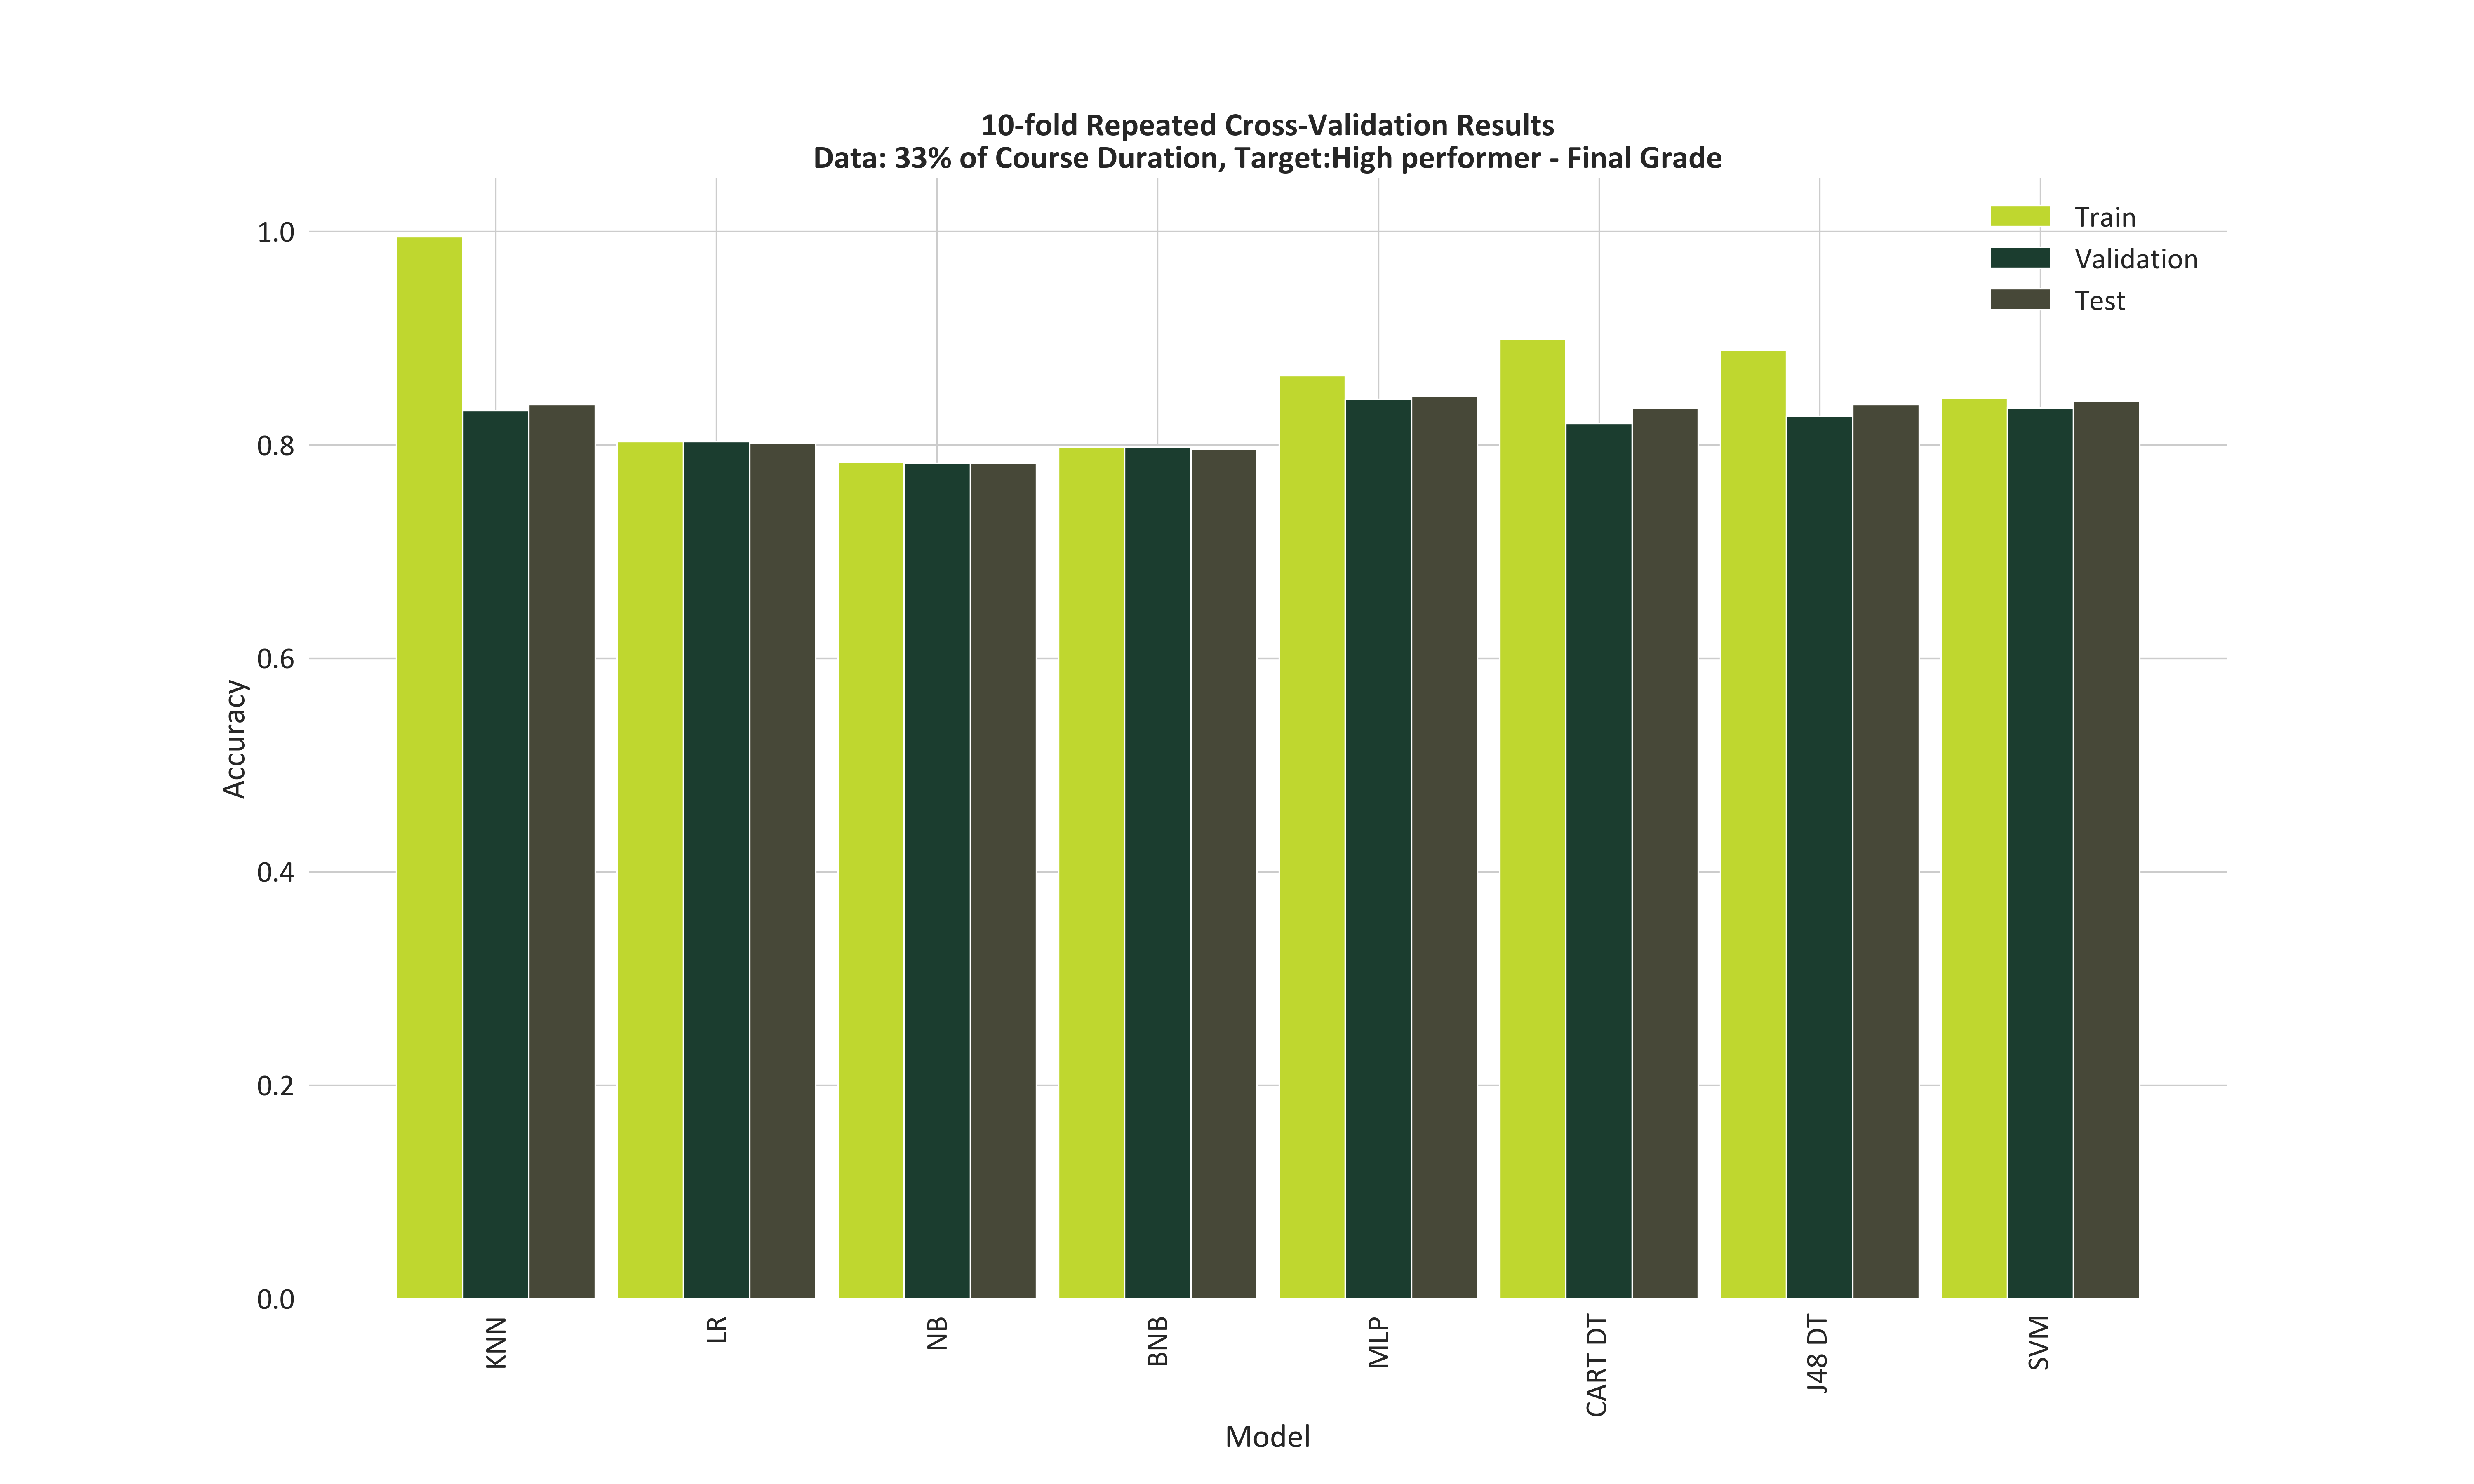 10-fold Repeated Cross-Validation Results
Data: 33% of Course Duration, Target:High performer - Final Grade
Train
Validation
Test
1.0
0.8
0.6
0.4
0.2
0.0
Accuracy
KNN
LR
NB
BNB
MLP
CART DT
J48 DT
SVM
Model